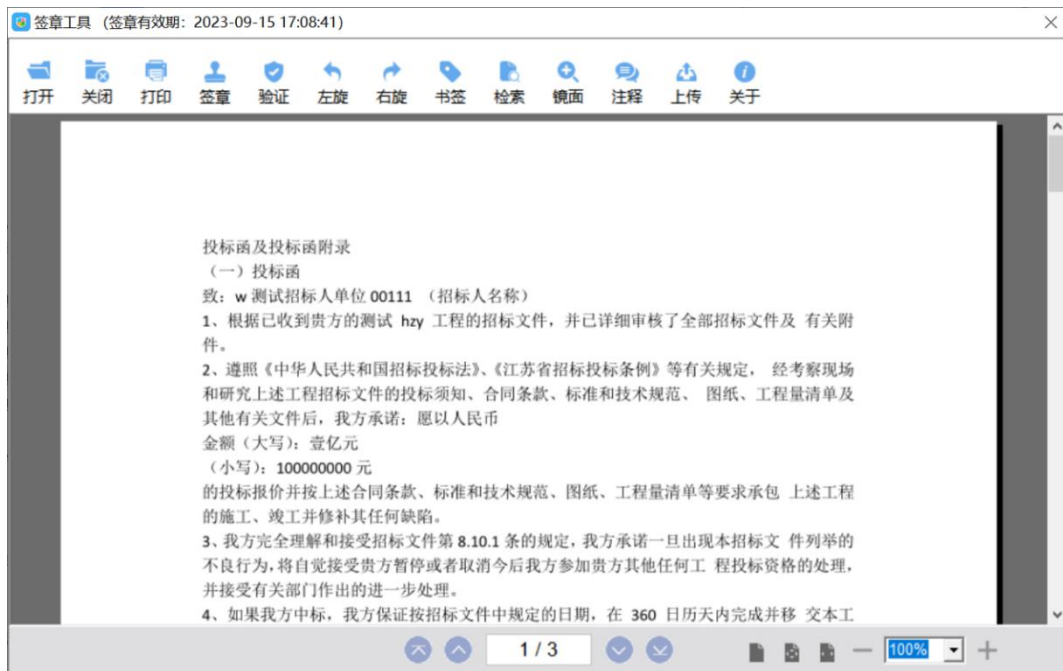 签章工具 (签章有效期: 2023-09-15 17:08:41)
打开 关闭 打印 签章 验证 左旋 右旋 书签 检索 镜面 注释 上传 关于
投标函及投标函附录
（一）投标函
致：w 测试招标人单位 00111 （招标人名称）
1、根据已收到贵方的测试 hzy 工程的招标文件，并已详细审核了全部招标文件及 有关附
件。
2、遵照《中华人民共和国招标投标法》、《江苏省招标投标条例》等有关规定， 经考察现场
和研究上述工程招标文件的投标须知、合同条款、标准和技术规范、 图纸、工程量清单及
其他有关文件后，我方承诺：愿以人民币
金额（大写）：壹亿元
（小写）：100000000 元
的投标报价并按上述合同条款、标准和技术规范、图纸、工程量清单等要求承包 上述工程
的施工、竣工并修补其任何缺陷。
3、我方完全理解和接受招标文件第 8.10.1 条的规定，我方承诺一旦出现本招标文 件列举的
不良行为，将自觉接受贵方暂停或者取消今后我方参加贵方其他任何工 程投标资格的处理，
并接受有关部门作出的进一步处理。
4、如果我方中标，我方保证按招标文件中规定的日期，在 360 日历天内完成并移 交本工
1 / 3
100%